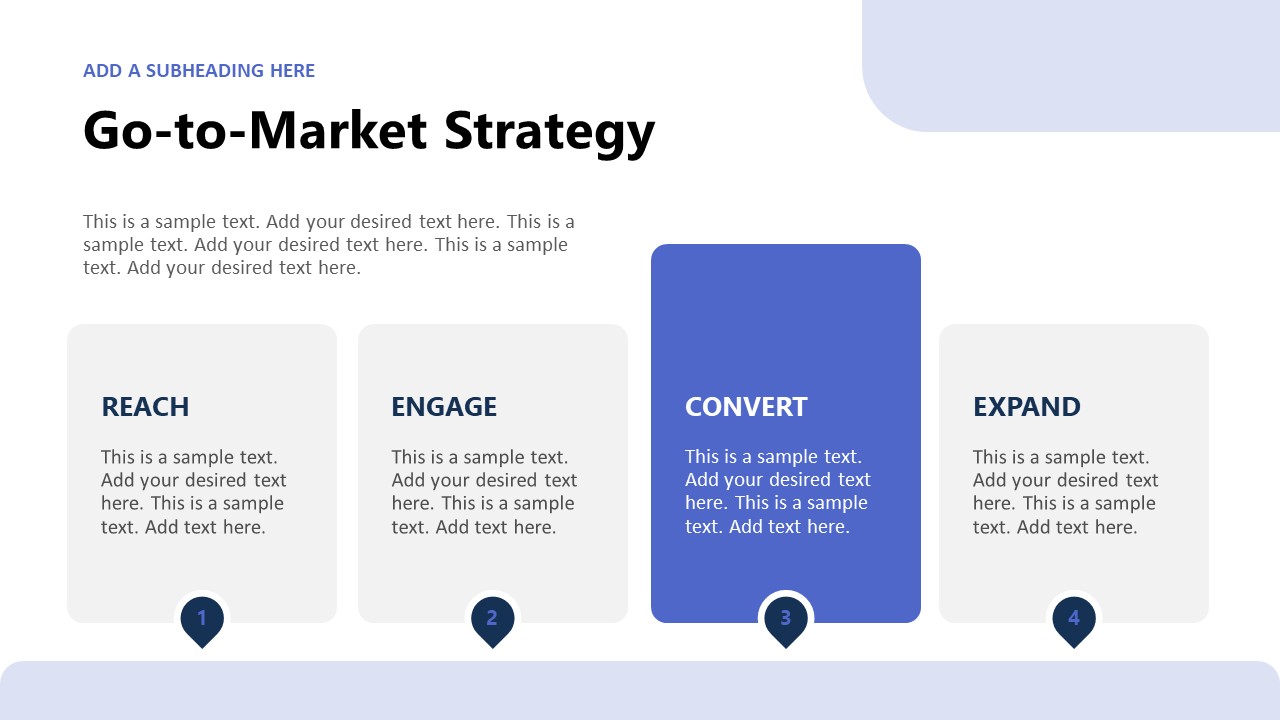 ADD A SUBHEADING HERE
Go-to-Market Strategy
This is a sample text. Add your desired text here. This is a
sample text. Add your desired text here. This is a sample
text. Add your desired text here.
REACH
This is a sample text.
Add your desired text
here. This is a sample
text. Add text here.
1
ENGAGE
This is a sample text.
Add your desired text
here. This is a sample
text. Add text here.
2
CONVERT
This is a sample text.
Add your desired text
here. This is a sample
text. Add text here.
3
EXPAND
This is a sample text.
Add your desired text
here. This is a sample
text. Add text here.
4